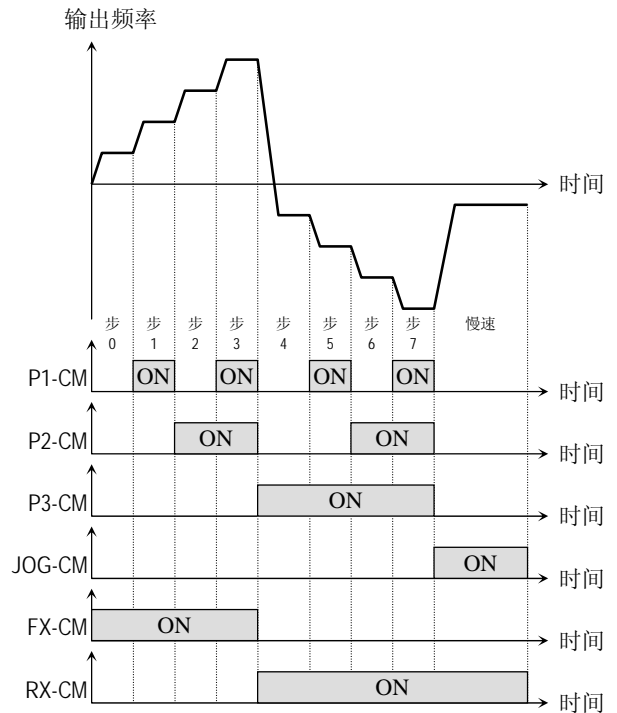 输出频率
时间
步 步 步 步 步 步 步 步 慢速
0 1 2 3 4 5 6 7
P1-CM ON ON ON ON 时间
P2-CM ON ON 时间
P3-CM ON 时间
JOG-CM ON 时间
FX-CM ON 时间
RX-CM ON 时间